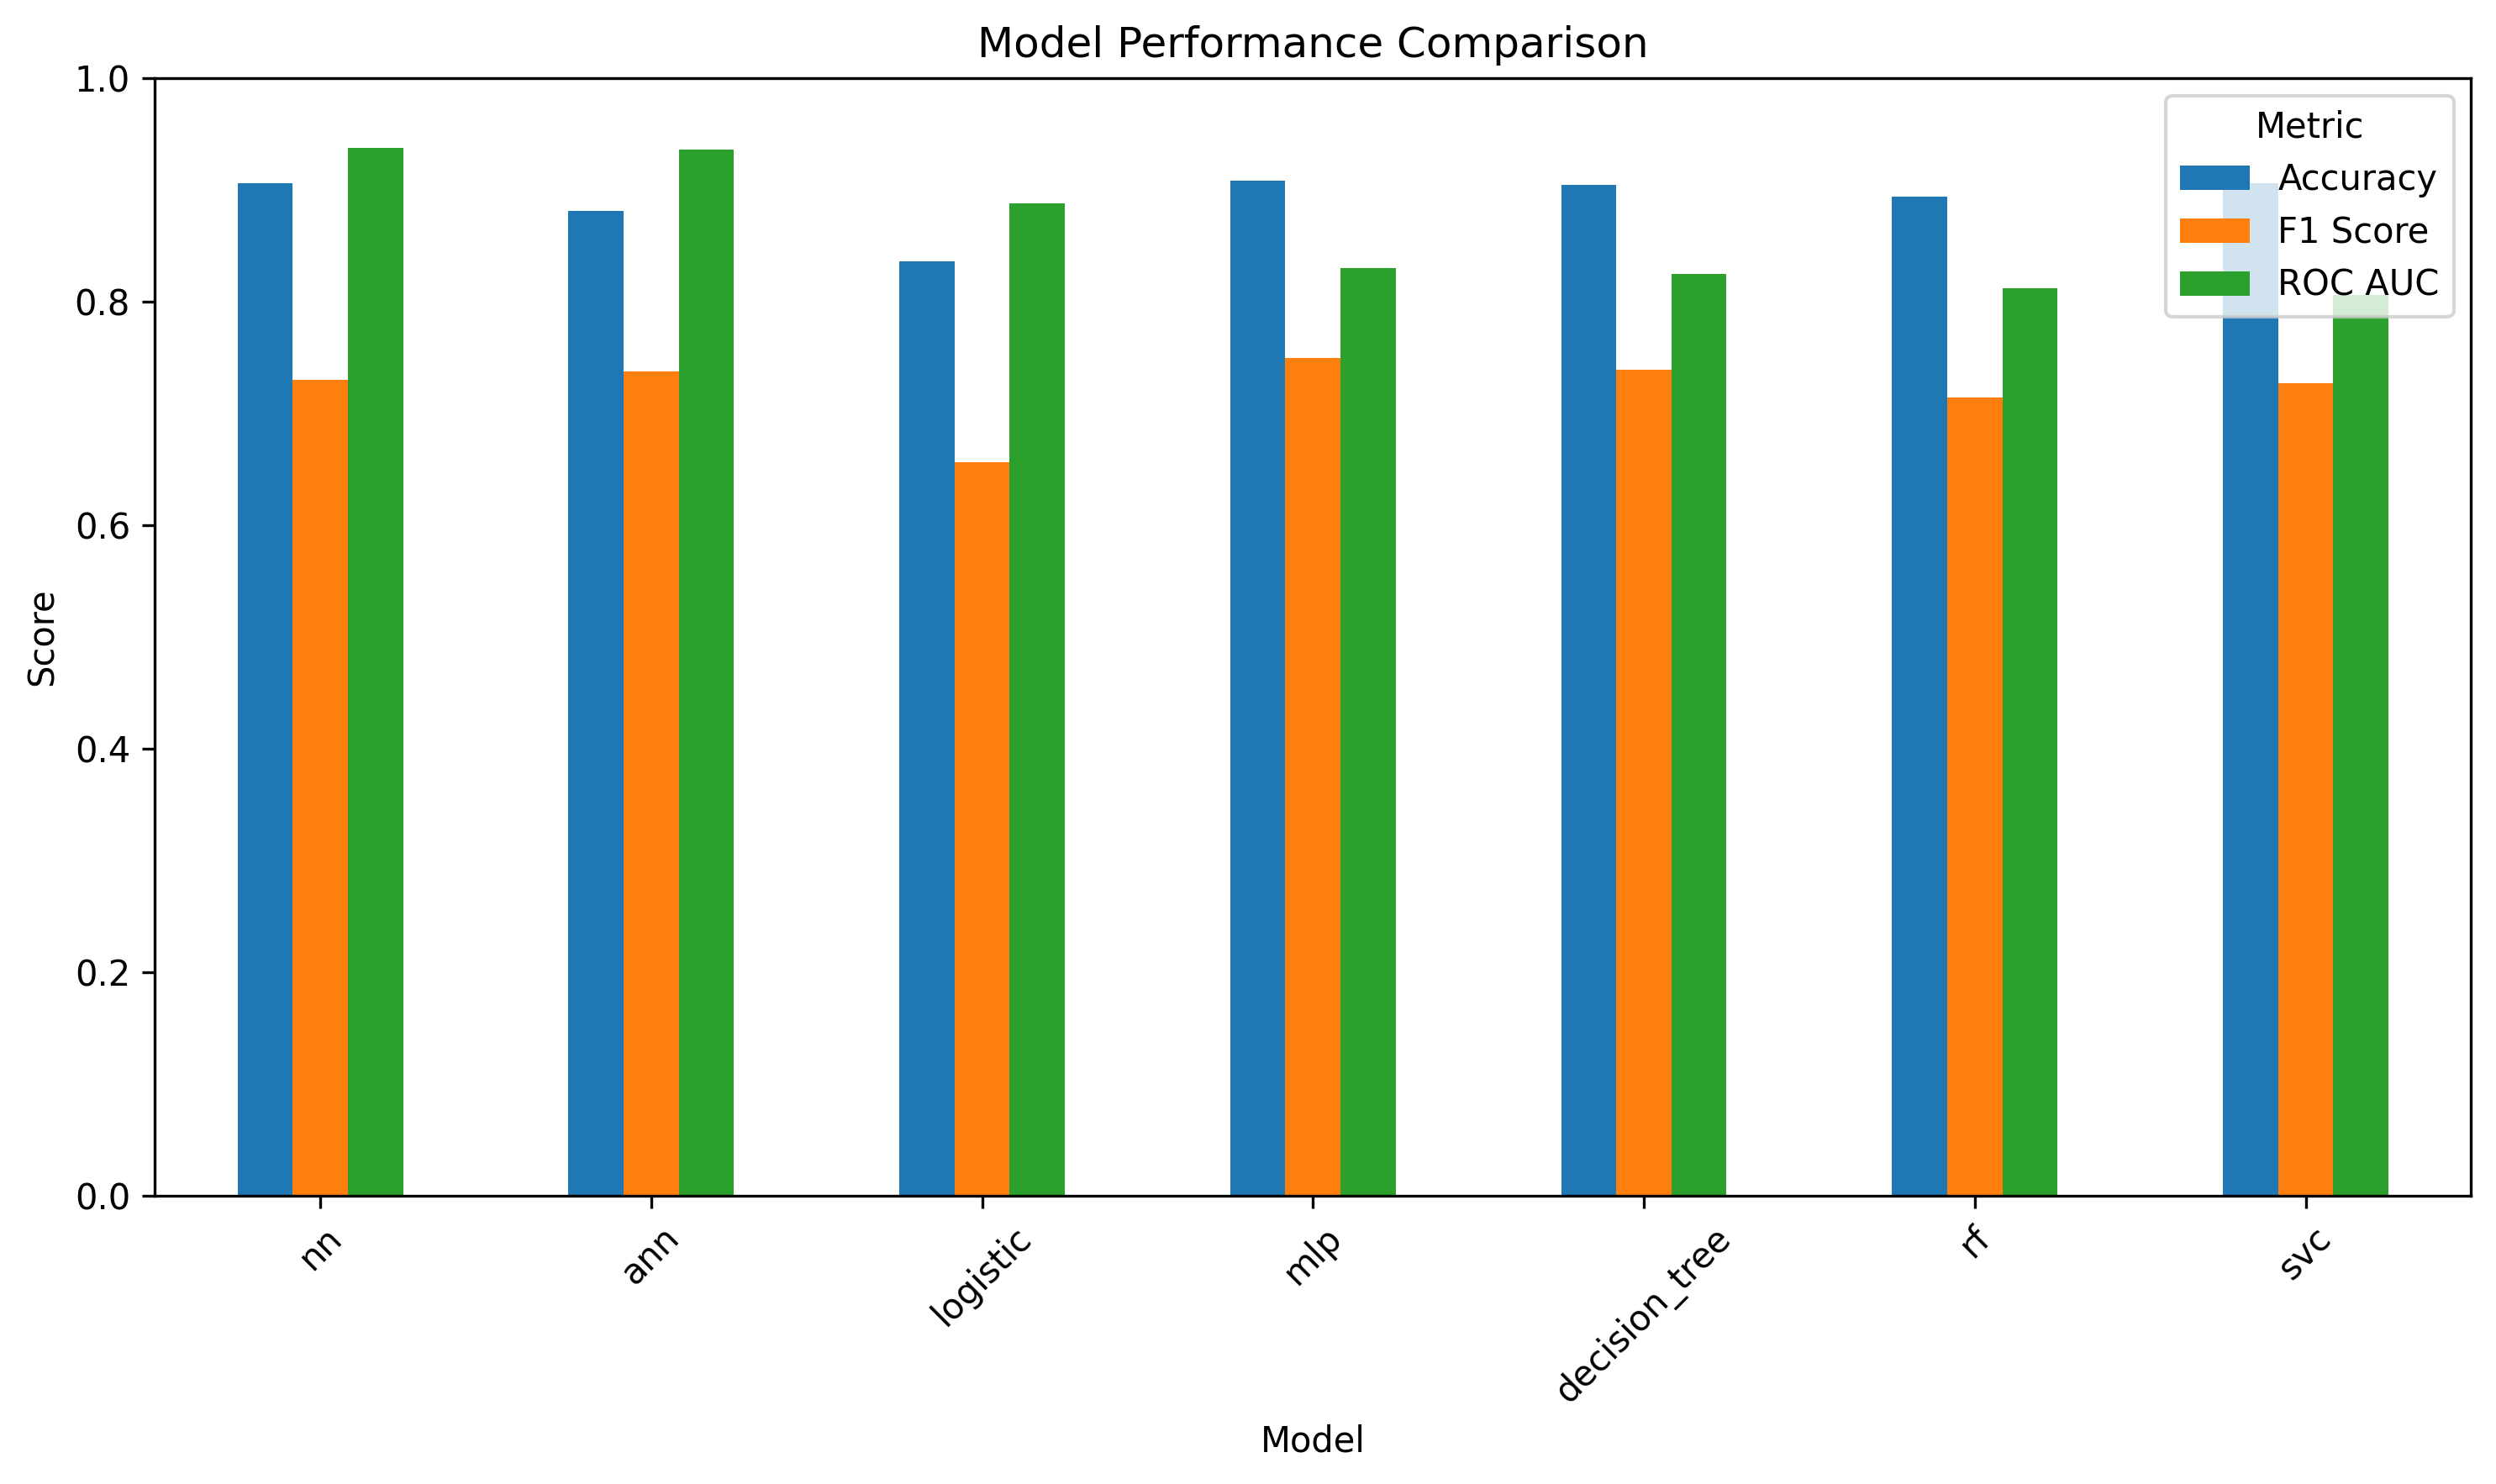 Model Performance Comparison
1.0
0.8
0.6
0.4
0.2
0.0
Score
Metric
Accuracy
F1 Score
ROC AUC
nn
ann
logistic
mlp
decision_tree
rf
svc
Model